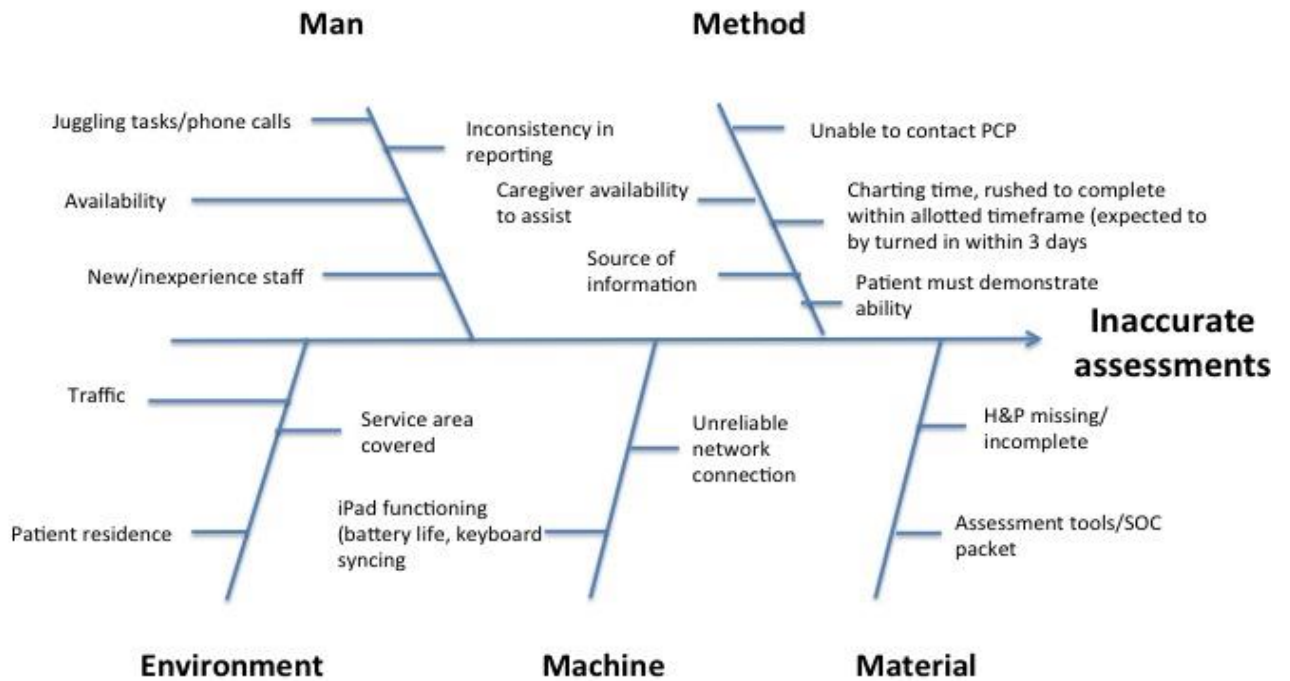 Man
Method
Juggling tasks/phone calls
Inconsistency in
reporting
Availability
New/inexperience staff
Unable to contact PCP
Caregiver availability
to assist
Charting time, rushed to complete
within allotted timeframe (expected to
by turned in within 3 days
Source of
information
Patient must demonstrate
ability
Inaccurate
assessments
Traffic
Service area
covered
Patient residence
Unreliable
network
connection
iPad functioning
(battery life, keyboard
syncing
H&P missing/
incomplete
Assessment tools/SOC
packet
Environment
Machine
Material